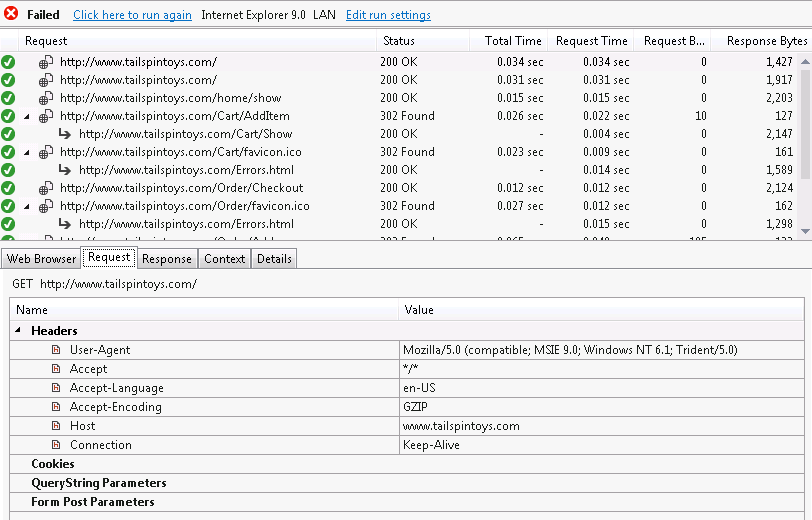 Failed Click here to run again Internet Explorer 9.0 LAN Edit run settings
Request Status Total Time Request Time Request B... Response Bytes
http://www.tailspintoys.com/ 200 OK 0.034 sec 0.034 sec 0 1,427
http://www.tailspintoys.com/ 200 OK 0.031 sec 0.031 sec 0 1,917
http://www.tailspintoys.com/home/show 200 OK 0.015 sec 0.015 sec 0 2,203
http://www.tailspintoys.com/Cart/AddItem 302 Found 0.026 sec 0.022 sec 10 127
http://www.tailspintoys.com/Cart/Show 200 OK - 0.004 sec 0 2,147
http://www.tailspintoys.com/Cart/favicon.ico 302 Found 0.023 sec 0.009 sec 0 161
http://www.tailspintoys.com/Errors.html 200 OK - 0.014 sec 0 1,589
http://www.tailspintoys.com/Order/Checkout 200 OK 0.012 sec 0.012 sec 0 2,124
http://www.tailspintoys.com/Order/favicon.ico 302 Found 0.027 sec 0.012 sec 0 162
http://www.tailspintoys.com/Errors.html 200 OK - 0.015 sec 0 1,298
Web Browser Request Response Context Details
GET http://www.tailspintoys.com/
Name Value
Headers
User-Agent Mozilla/5.0 (compatible; MSIE 9.0; Windows NT 6.1; Trident/5.0)
Accept */*
Accept-Language en-US
Accept-Encoding GZIP
Host www.tailspintoys.com
Connection Keep-Alive
Cookies
QueryString Parameters
Form Post Parameters